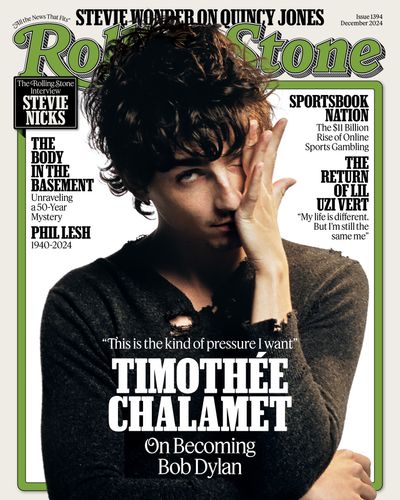 STEVIE WONDER ON QUINCY JONES
"All the News That Fits"
Issue 1394
December 2024
Rolling Stone
The Rolling Stone
Interview
STEVIE
NICKS
THE
BODY
IN THE
BASEMENT
Unraveling
a 50-Year
Mystery
PHIL LESH
1940-2024
SPORTSBOOK
NATION
The $11 Billion
Rise of Online
Sports Gambling
THE
RETURN
OF LIL
UZI VERT
“My life is different.
But I’m still the
same me”
“This is the kind of pressure I want”
TIMOTHÉE
CHALAMET
On Becoming
Bob Dylan